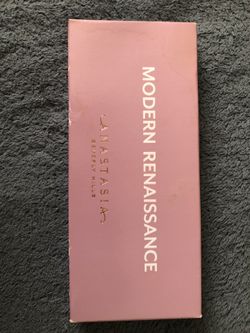 MODERN RENAISSANCE
ANASTASIA
BEVERLY HILLS